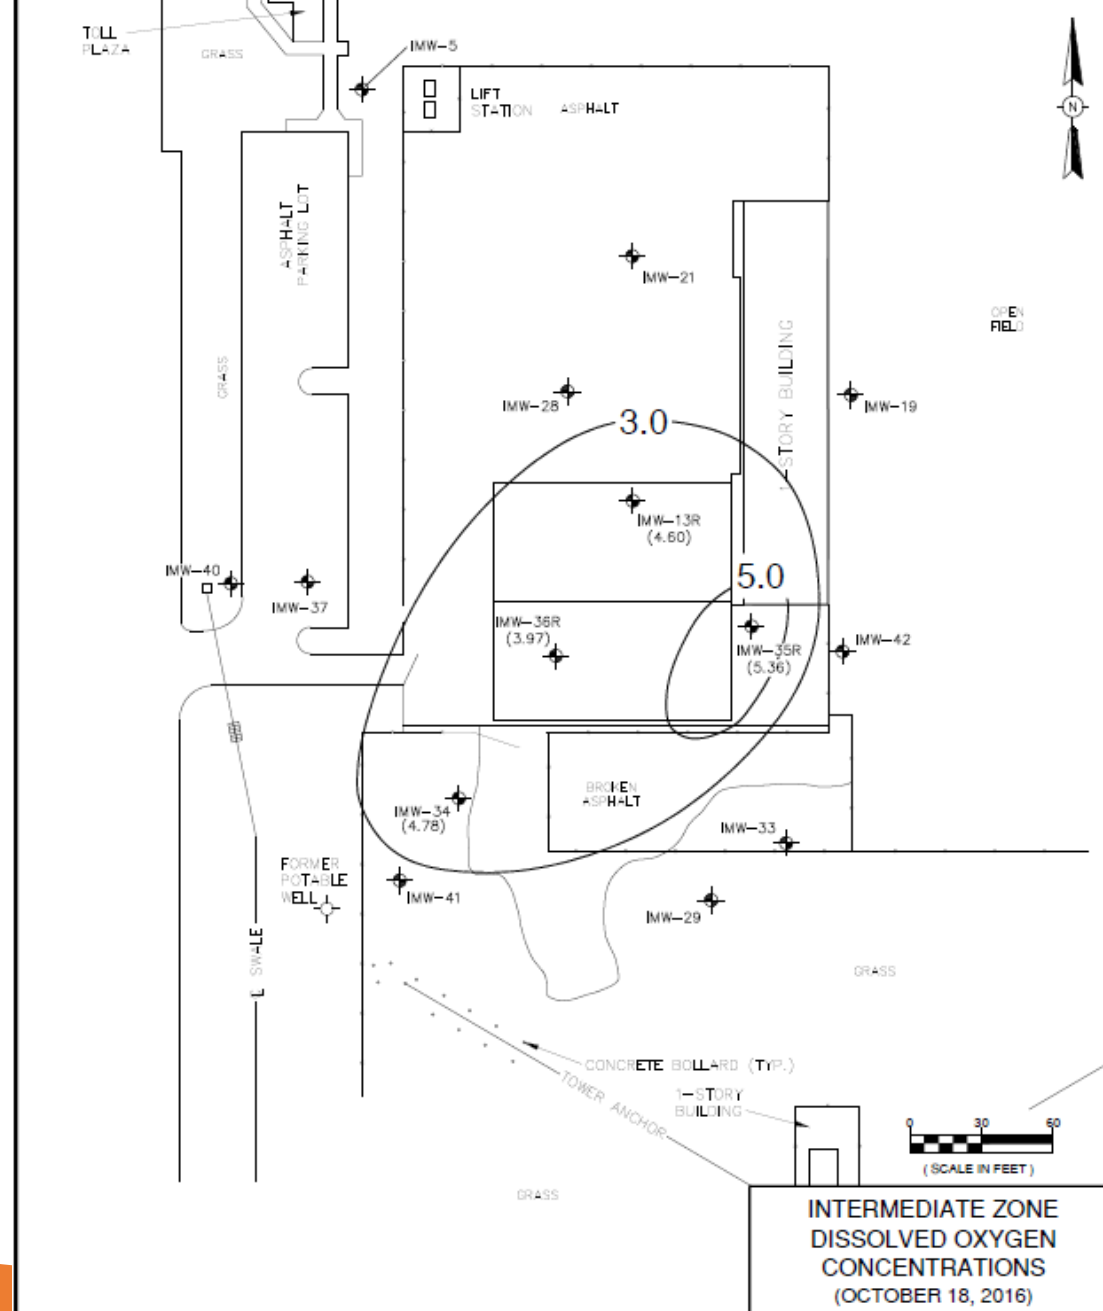 TOLL
PLAZA
GRASS
IMW-5
LIFT
STATION
ASPHALT
N
ASPHALT
PARKING LOT
IMW-21
OPEN
FIELD
1-STORY BUILDING
GRASS
IMW-28
IMW-19
3.0
IMW-13R
(4.60)
IMW-40
IMW-37
5.0
IMW-36R
(3.97)
IMW-35R
(5.36)
IMW-42
BROKEN
ASPHALT
IMW-34
(4.78)
IMW-33
FORMER
POTABLE
WELL
IMW-41
IMW-29
SWALE
GRASS
CONCRETE BOLLARD (TYP.)
TOWER ANCHOR
1-STORY
BUILDING
0 30 60
( SCALE IN FEET )
GRASS
INTERMEDIATE ZONE
DISSOLVED OXYGEN
CONCENTRATIONS
(OCTOBER 18, 2016)